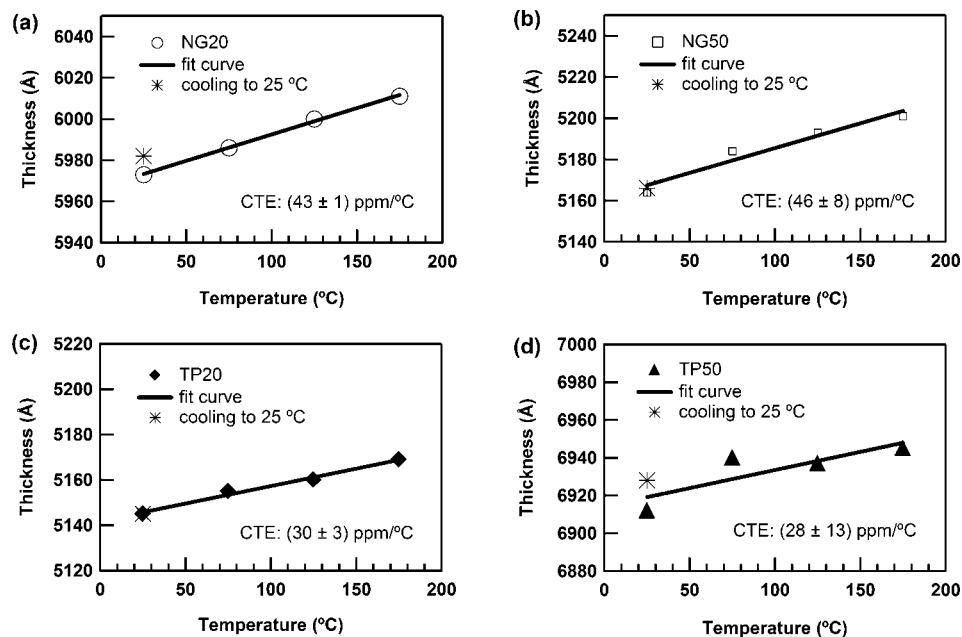 (a)
6040
6020
6000
5980
5960
5940
Thickness (Å)
NG20
fit curve
cooling to 25 ºC
CTE: (43 ± 1) ppm/ºC
0 50 100 150 200
Temperature (ºC)
(b)
5240
5220
5200
5180
5160
5140
Thickness (Å)
NG50
fit curve
cooling to 25 ºC
CTE: (46 ± 8) ppm/ºC
0 50 100 150 200
Temperature (ºC)
(c)
5220
5200
5180
5160
5140
5120
Thickness (Å)
TP20
fit curve
cooling to 25 ºC
CTE: (30 ± 3) ppm/ºC
0 50 100 150 200
Temperature (ºC)
(d)
7000
6980
6960
6940
6920
6900
6880
Thickness (Å)
TP50
fit curve
cooling to 25 ºC
CTE: (28 ± 13) ppm/ºC
0 50 100 150 200
Temperature (ºC)